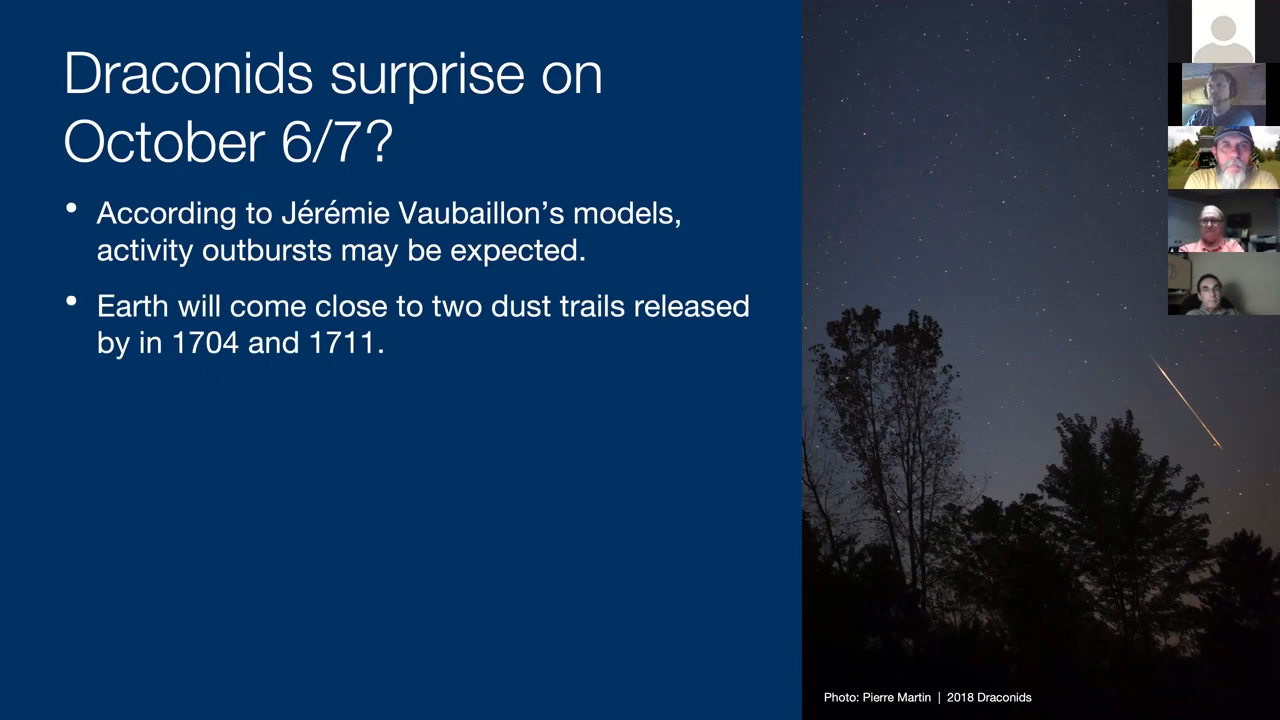 Draconids surprise on
October 6/7?
• According to Jérémie Vaubaillon’s models,
activity outbursts may be expected.
• Earth will come close to two dust trails released
by in 1704 and 1711.
Photo: Pierre Martin | 2018 Draconids